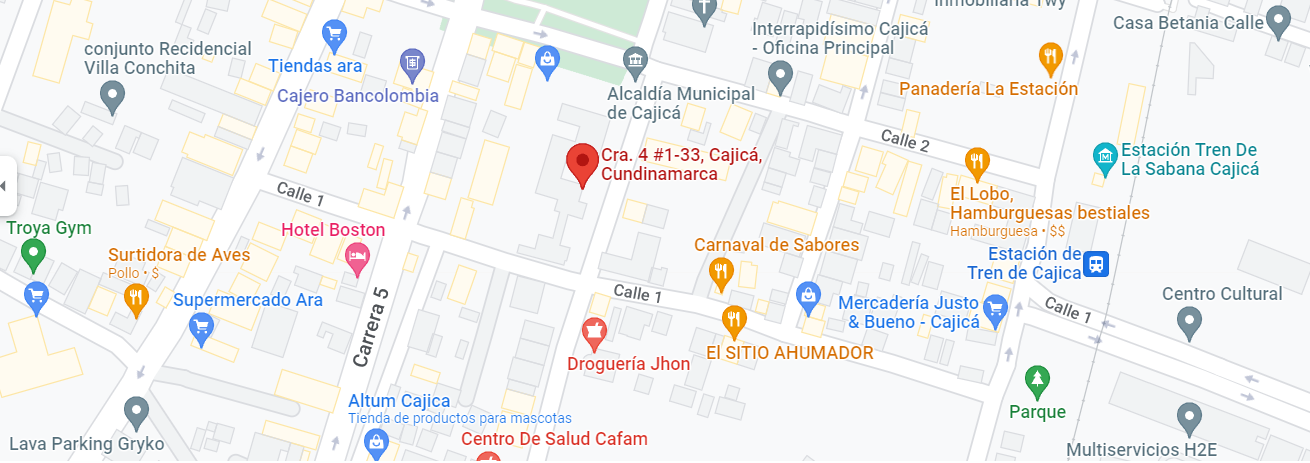 Inmobiliaria Twy
Casa Betania Calle
Interrapidísimo Cajicá
- Oficina Principal
conjunto Recidencial
Villa Conchita
Tiendas ara
Cajero Bancolombia
Alcaldía Municipal
de Cajicá
Panadería La Estación
Calle 2
Cra. 4 #1-33, Cajicá,
Cundinamarca
Estación Tren De
La Sabana Cajicá
Calle 1
El Lobo,
Hamburguesas bestiales
Hamburguesa • $$
Troya Gym
Hotel Boston
Surtidora de Aves
Pollo • $
Carnaval de Sabores
Estación de
Tren de Cajica
Supermercado Ara
Calle 1
Mercadería Justo
& Bueno - Cajicá
Centro Cultural
Calle 1
Carrera 5
El SITIO AHUMADOR
Droguería Jhon
Altum Cajica
Tienda de productos para mascotas
Parque
Lava Parking Gryko
Centro De Salud Cafam
Multiservicios H2E